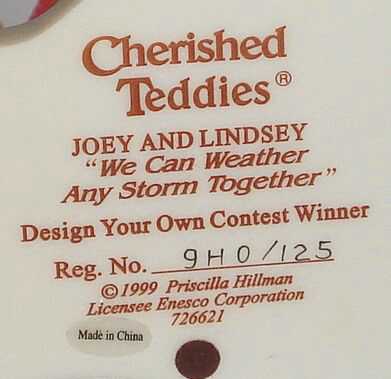 Cherished
Teddies®
JOEY AND LINDSEY
"We Can Weather
Any Storm Together"
Design Your Own Contest Winner
Reg. No. 9H0/125
©1999 Priscilla Hillman
Licensee Enesco Corporation
726621
Made in China